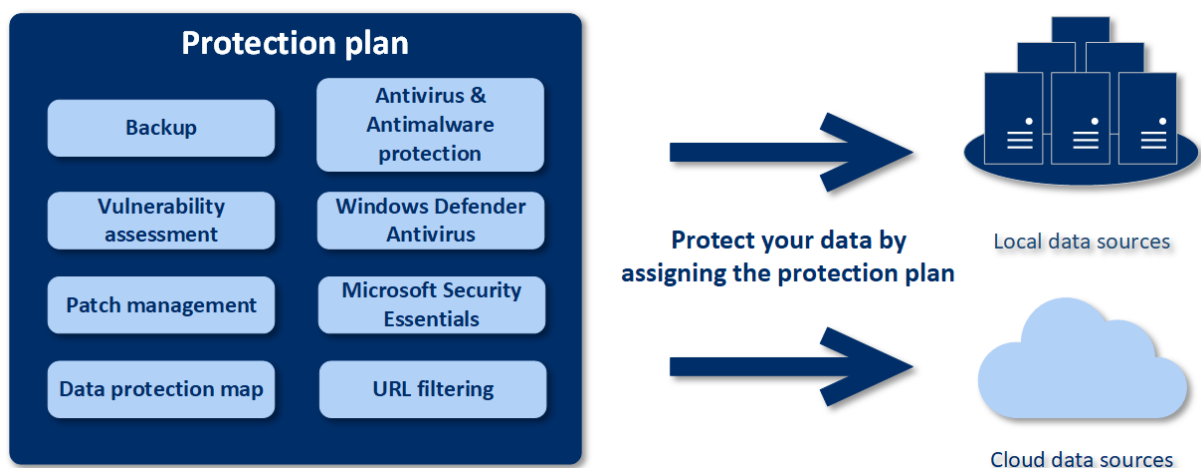 Protection plan
Backup
Antivirus &
Antimalware
protection
Vulnerability
assessment
Windows Defender
Antivirus
Patch management
Microsoft Security
Essentials
Data protection map
URL filtering
Protect your data by
assigning the protection plan
Local data sources
Cloud data sources